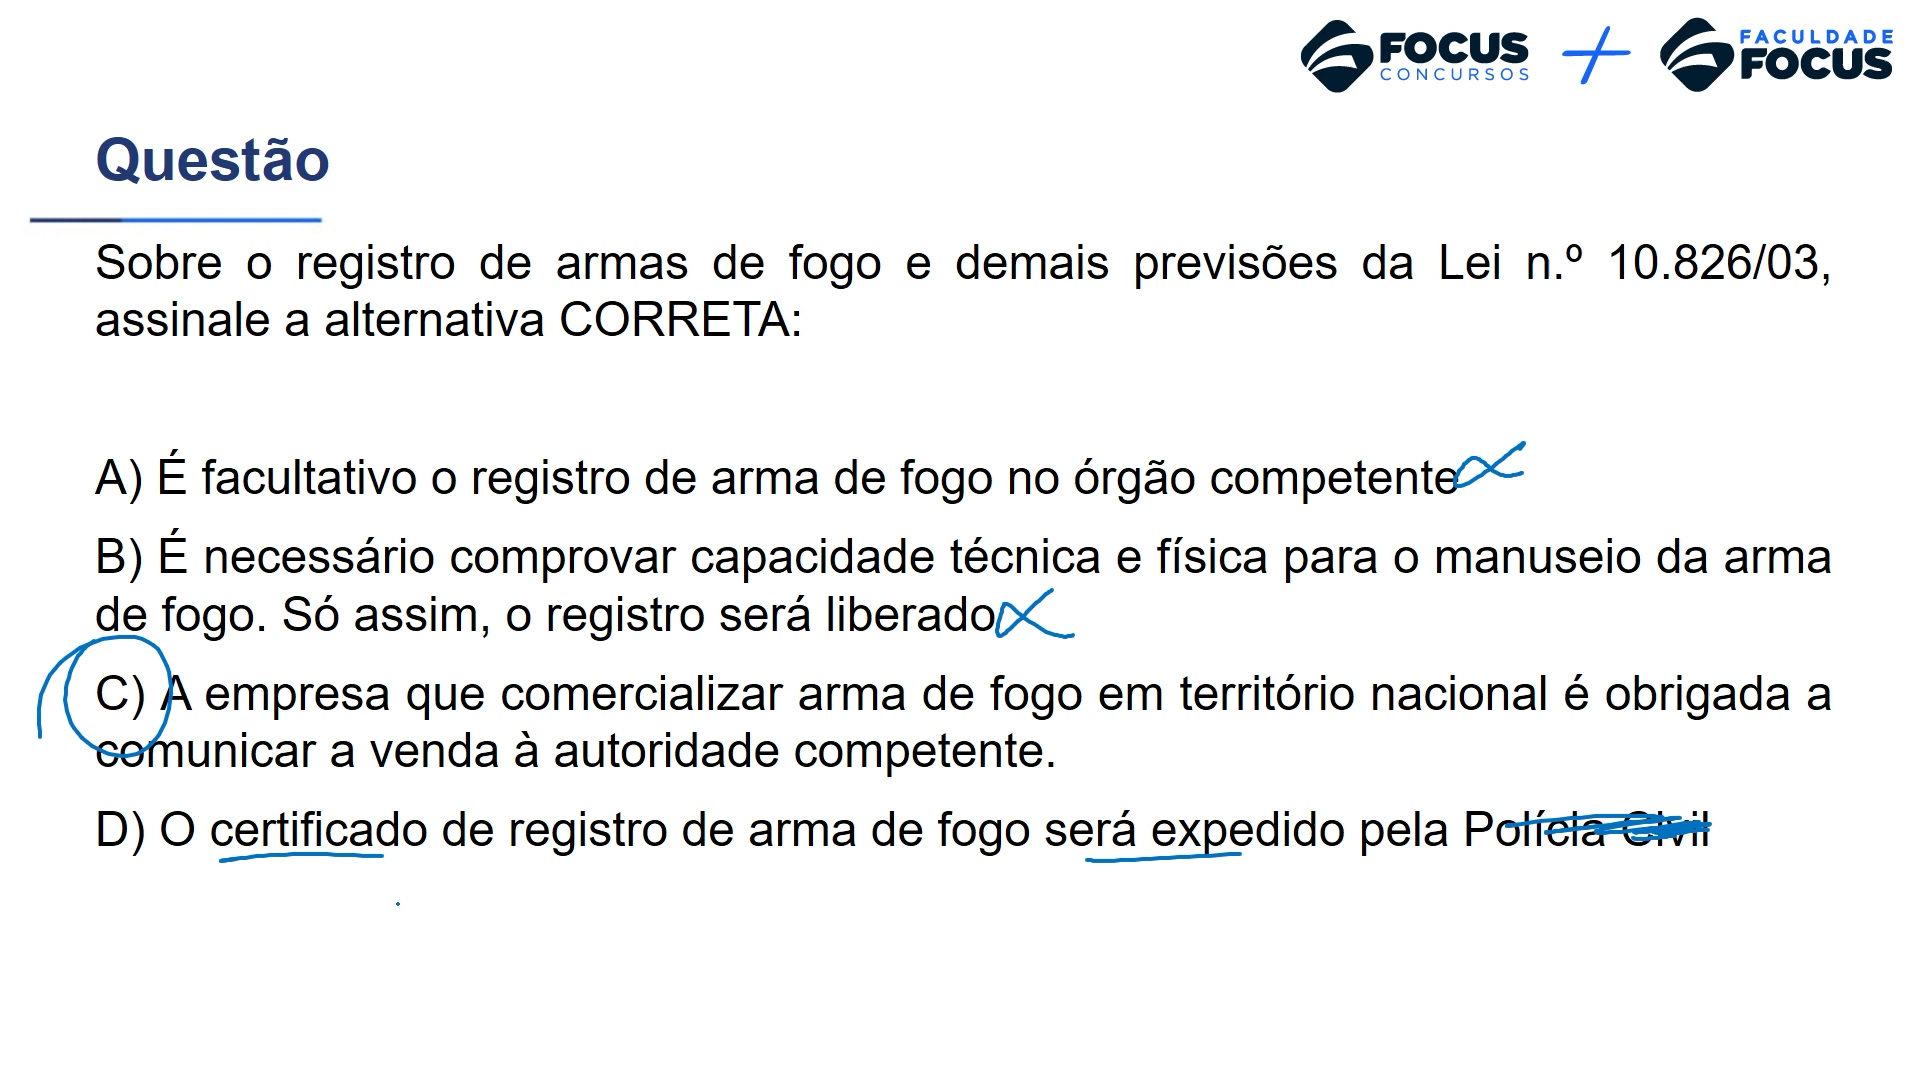 FOCUS
CONCURSOS
FACULDADE
FOCUS
Questão
Sobre o registro de armas de fogo e demais previsões da Lei n.º 10.826/03,
assinale a alternativa CORRETA:
A) É facultativo o registro de arma de fogo no órgão competente
B) É necessário comprovar capacidade técnica e física para o manuseio da arma
de fogo. Só assim, o registro será liberado
C) A empresa que comercializar arma de fogo em território nacional é obrigada a
comunicar a venda à autoridade competente.
D) O certificado de registro de arma de fogo será expedido pela Polícia Civil